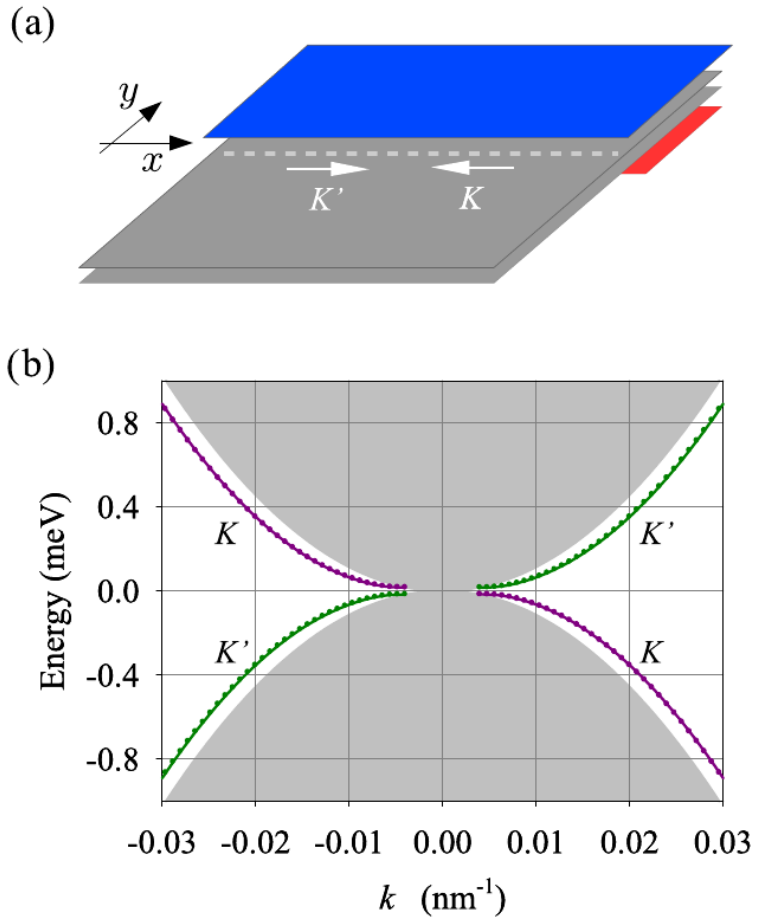 (a)
y
x
K’ K
(b)
Energy (meV)
0.8
0.4
0.0
-0.4
-0.8
K K’
K’ K
-0.03 -0.02 -0.01 0.00 0.01 0.02 0.03
k (nm⁻¹)